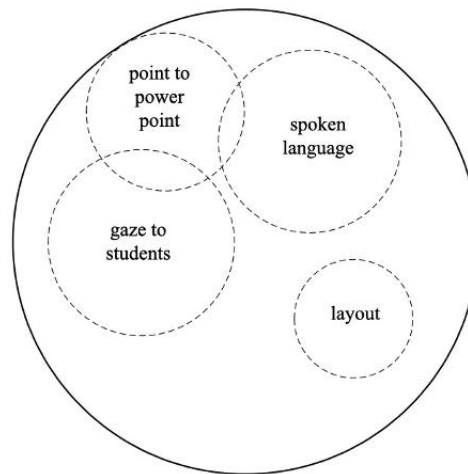 point to
power
point
spoken
language
gaze to
students
layout